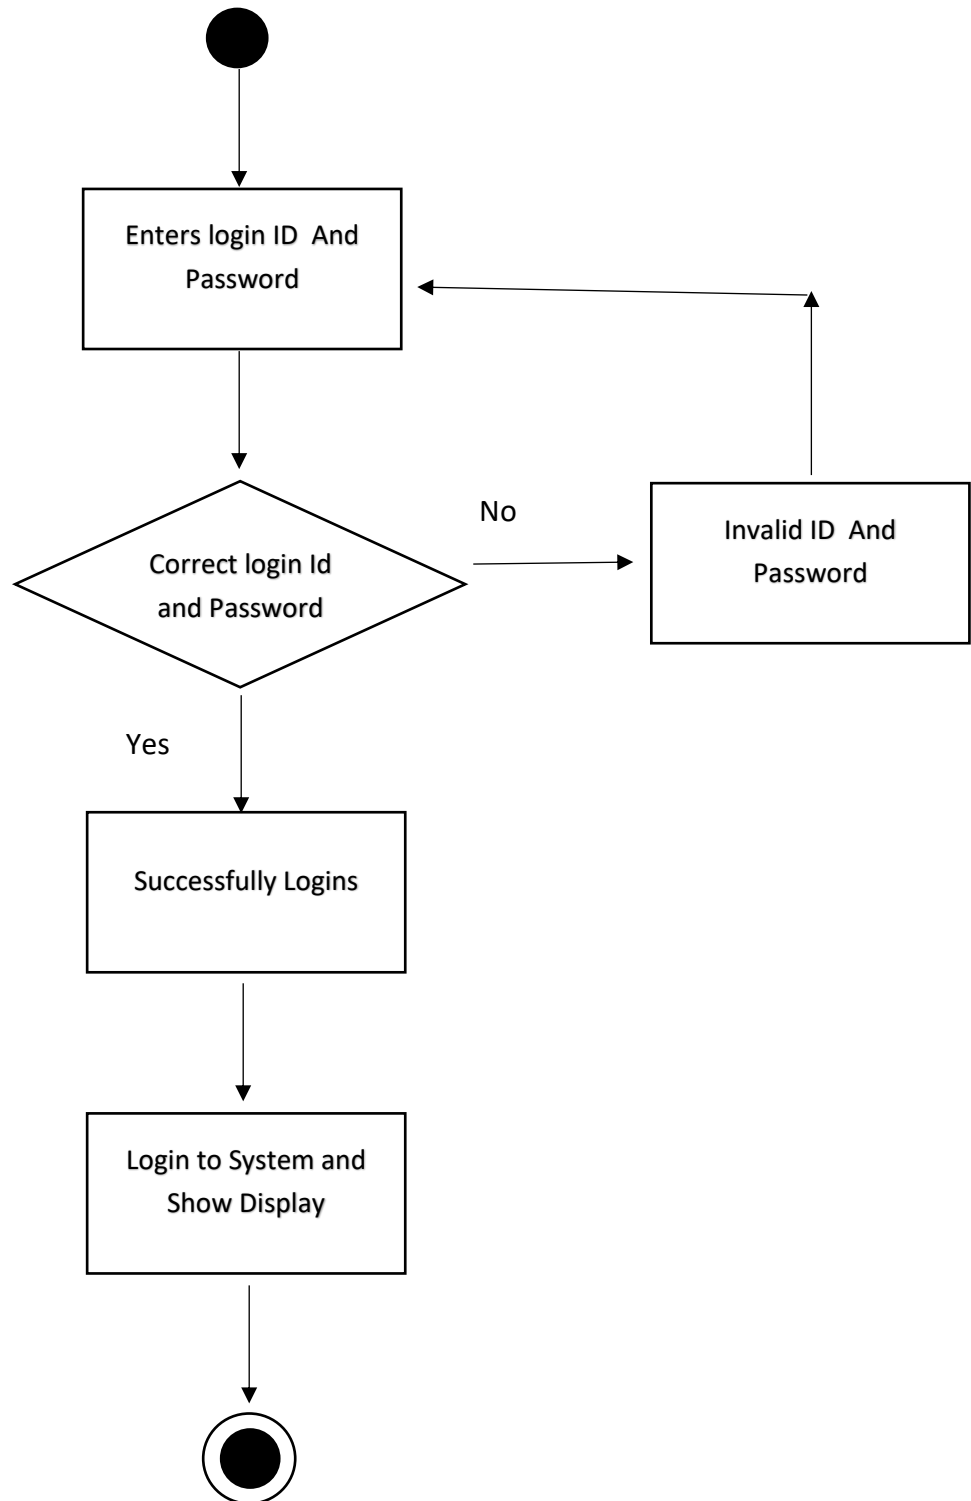 Enters login ID  And
Password
Correct login Id
and Password
No
Invalid ID  And
Password
Yes
Successfully Logins
Login to System and
Show Display